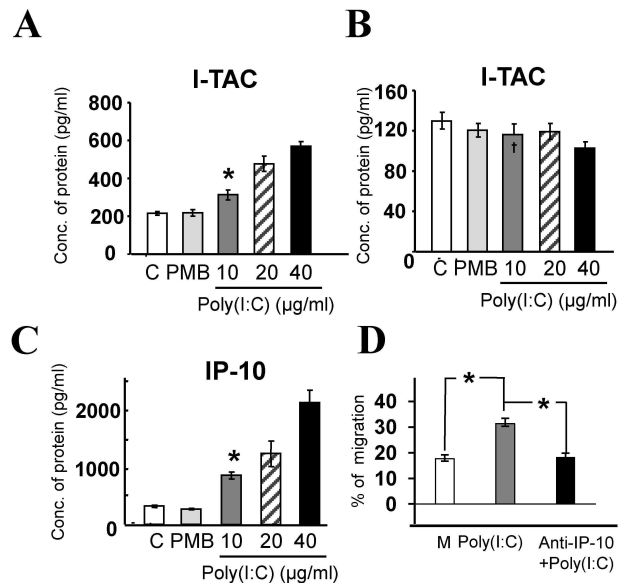 A
I-TAC
Conc. of protein (pg/ml)
800
600
400
200
0
*
C PMB 10 20 40
Poly(I:C) (µg/ml)
B
I-TAC
Conc. of protein (pg/ml)
160
120
80
40
0
†
C PMB 10 20 40
Poly(I:C) (µg/ml)
C
IP-10
Conc. of protein (pg/ml)
2000
1000
0
*
C PMB 10 20 40
Poly(I:C) (µg/ml)
D
% of migration
40
30
20
10
0
*
*
M Poly(I:C) Anti-IP-10
+Poly(I:C)